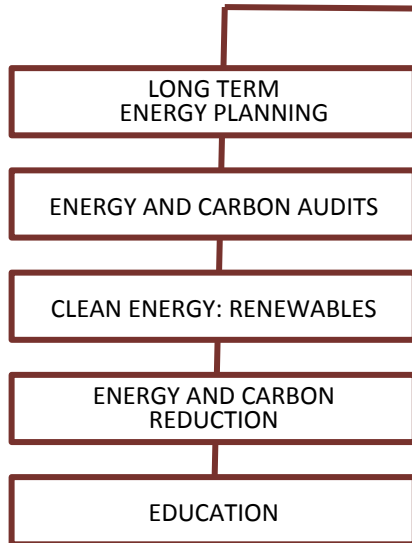 LONG TERM
ENERGY PLANNING
ENERGY AND CARBON AUDITS
CLEAN ENERGY: RENEWABLES
ENERGY AND CARBON
REDUCTION
EDUCATION